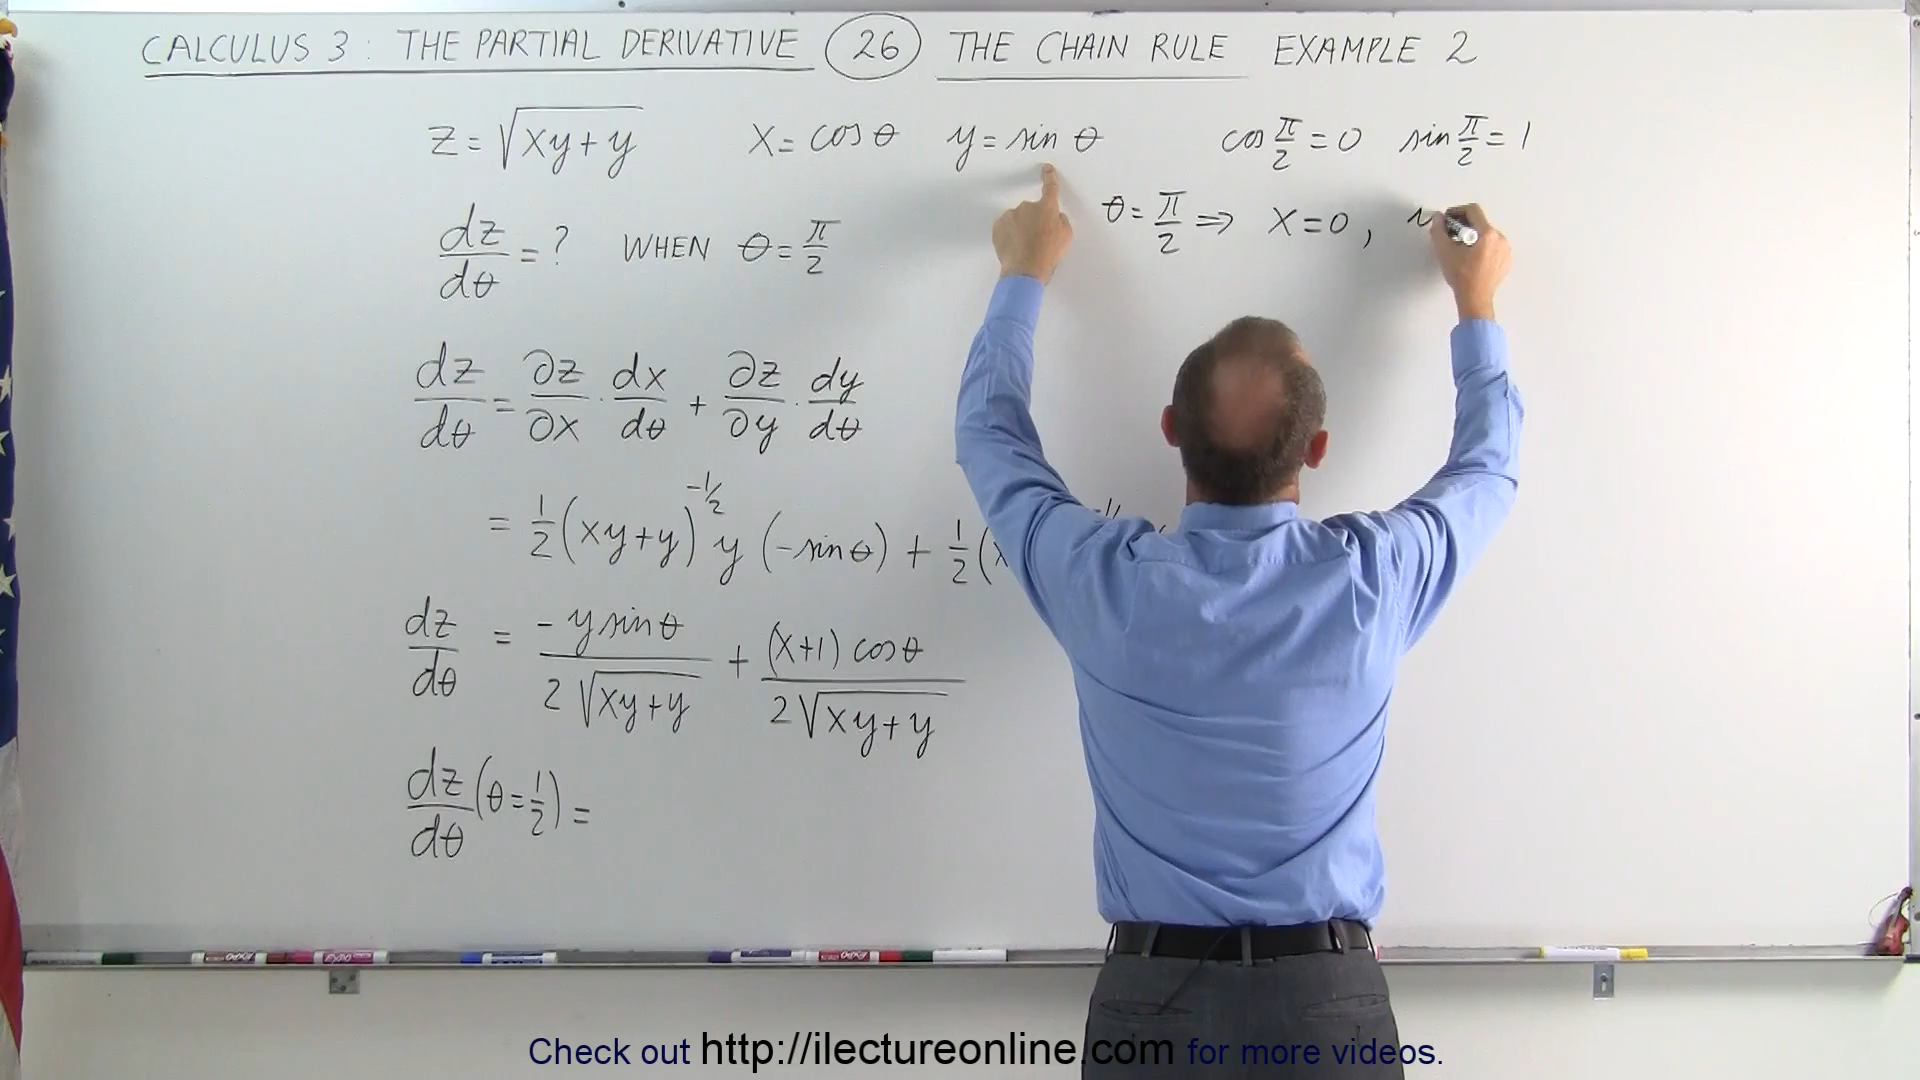 CALCULUS 3 : THE PARTIAL DERIVATIVE 26 THE CHAIN RULE EXAMPLE 2
z = √(xy+y) x = cos θ y = sin θ cos π/2 = 0 sin π/2 = 1
θ = π/2 ⇒ x = 0 ,
dz/dθ = ? WHEN θ = π/2
dz/dθ = ∂z/∂x · dx/dθ + ∂z/∂y · dy/dθ
= 1/2 (xy+y)^-1/2 y (-sin θ) + 1/2 (
dz/dθ = - y sin θ / 2√(xy+y) + (x+1) cos θ / 2√(xy+y)
dz/dθ (θ = 1/2) =
EXPO
Check out http://ilectureonline.com for more videos.